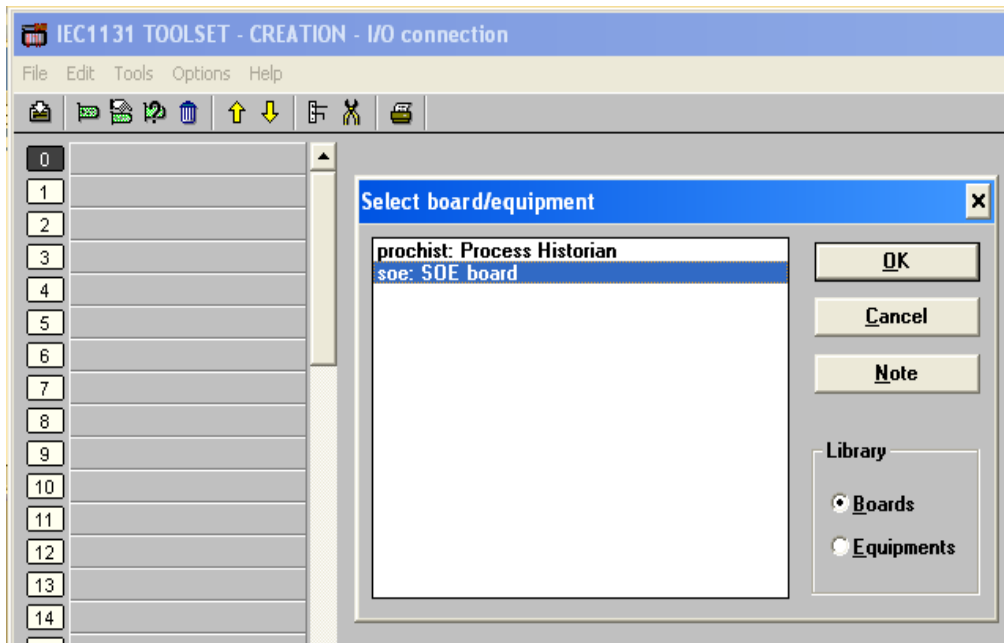 IEC1131 TOOLSET - CREATION - I/O connection
File Edit Tools Options Help
0
1
2
3
4
5
6
7
8
9
10
11
12
13
14
Select board/equipment
prochist: Process Historian
soe: SOE board
OK
Cancel
Note
Library
Boards
Equipments